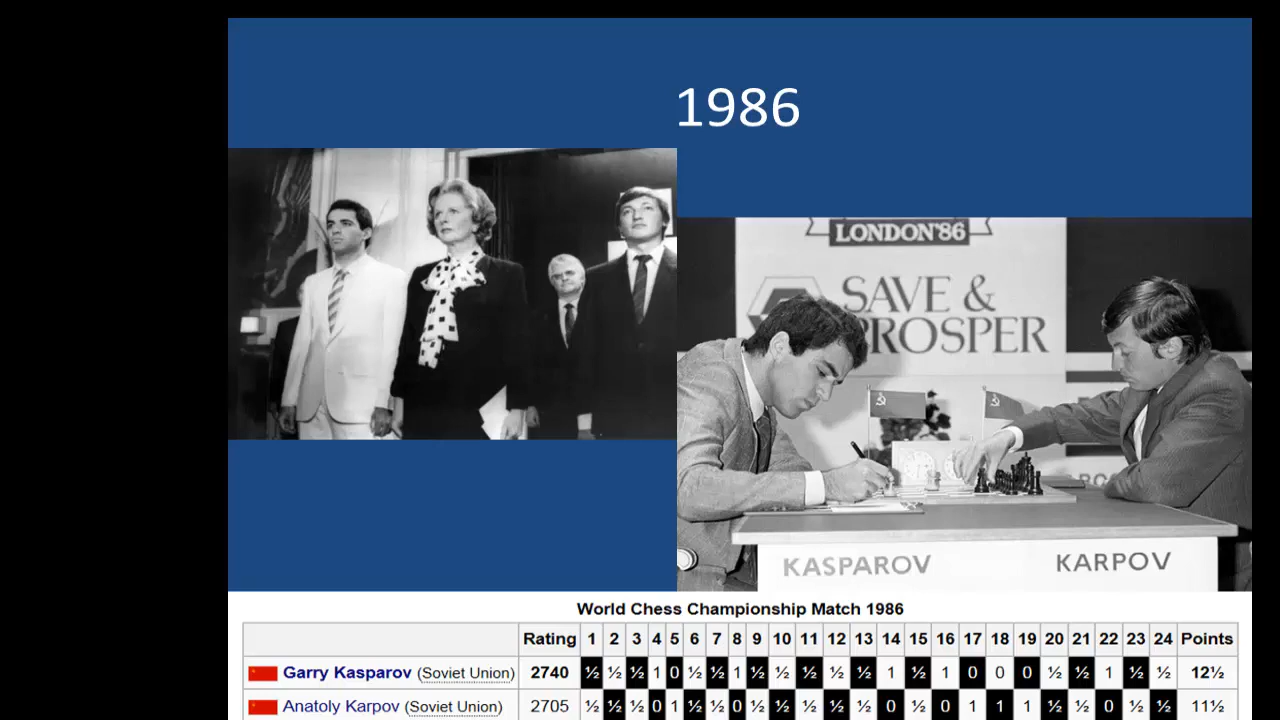 1986
LONDON'86
SAVE &
PROSPER
KASPAROV KARPOV
World Chess Championship Match 1986
Rating 1 2 3 4 5 6 7 8 9 10 11 12 13 14 15 16 17 18 19 20 21 22 23 24 Points
Garry Kasparov (Soviet Union) 2740 ½ ½ ½ 1 0 ½ ½ 1 ½ ½ ½ ½ ½ 1 ½ 1 0 0 0 ½ ½ 1 ½ ½ 12½
Anatoly Karpov (Soviet Union) 2705 ½ ½ ½ 0 1 ½ ½ 0 ½ ½ ½ ½ ½ 0 ½ 0 1 1 1 ½ ½ 0 ½ ½ 11½